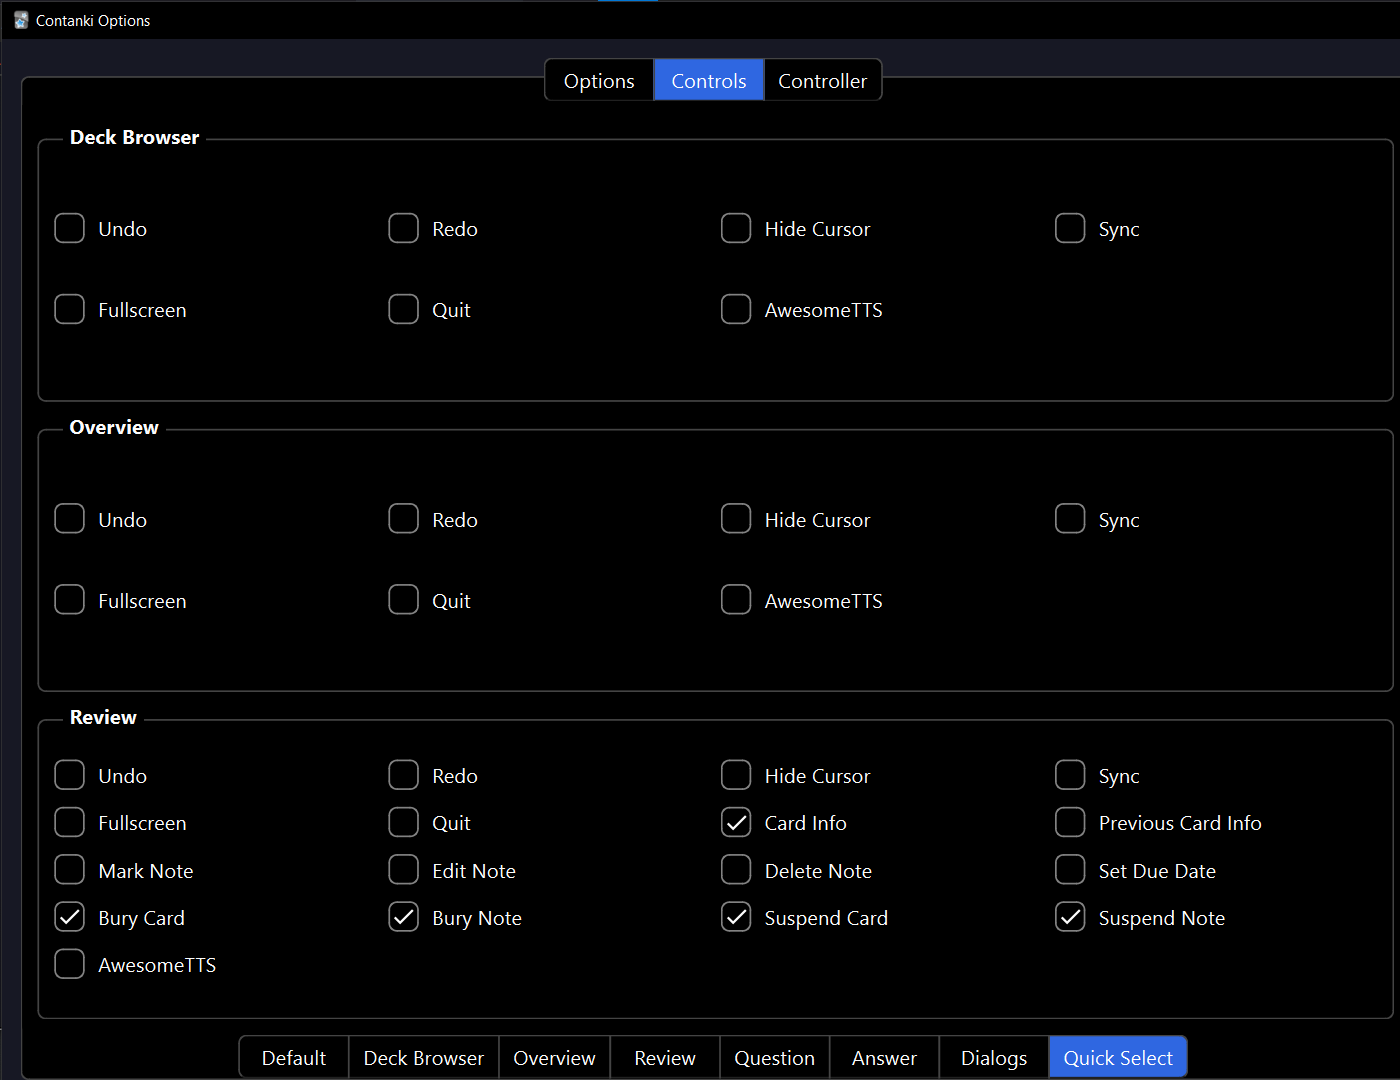 Contanki Options
Options Controls Controller
Deck Browser
Undo Redo Hide Cursor Sync
Fullscreen Quit AwesomeTTS
Overview
Undo Redo Hide Cursor Sync
Fullscreen Quit AwesomeTTS
Review
Undo Redo Hide Cursor Sync
Fullscreen Quit Card Info Previous Card Info
Mark Note Edit Note Delete Note Set Due Date
Bury Card Bury Note Suspend Card Suspend Note
AwesomeTTS
Default Deck Browser Overview Review Question Answer Dialogs Quick Select